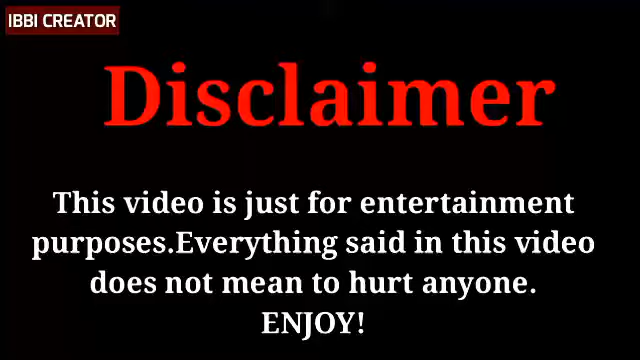 IBBI CREATOR
Disclaimer
This video is just for entertainment
purposes.Everything said in this video
does not mean to hurt anyone.
ENJOY!